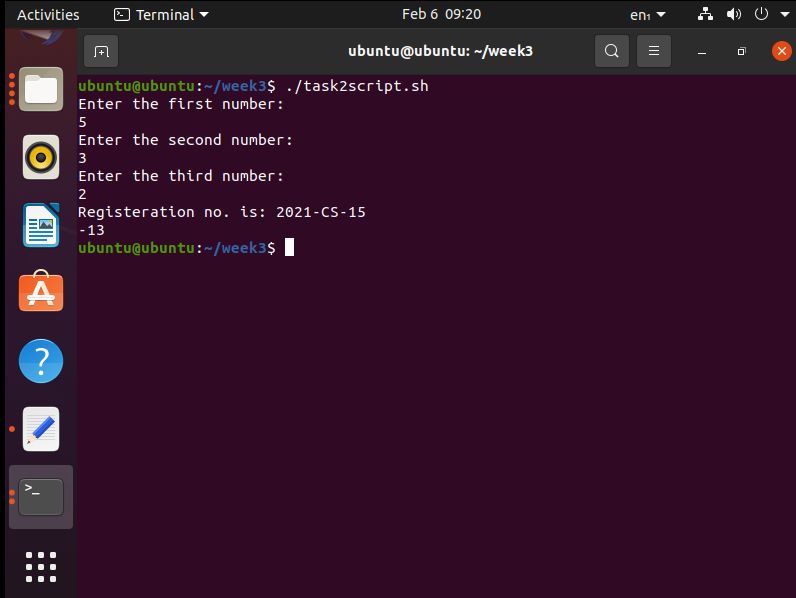 Activities
Terminal
Feb 6 09:20
en₁
ubuntu@ubuntu: ~/week3
ubuntu@ubuntu:~/week3$ ./task2script.sh
Enter the first number:
5
Enter the second number:
3
Enter the third number:
2
Registeration no. is: 2021-CS-15
-13
ubuntu@ubuntu:~/week3$